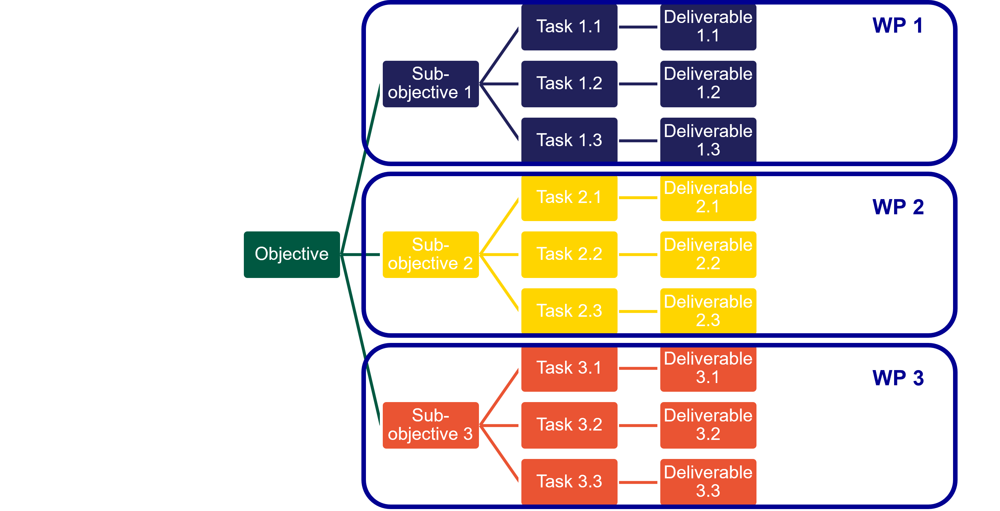 Objective
Sub-
objective 1
Task 1.1
Deliverable
1.1
Task 1.2
Deliverable
1.2
Task 1.3
Deliverable
1.3
WP 1
Sub-
objective 2
Task 2.1
Deliverable
2.1
Task 2.2
Deliverable
2.2
Task 2.3
Deliverable
2.3
WP 2
Sub-
objective 3
Task 3.1
Deliverable
3.1
Task 3.2
Deliverable
3.2
Task 3.3
Deliverable
3.3
WP 3